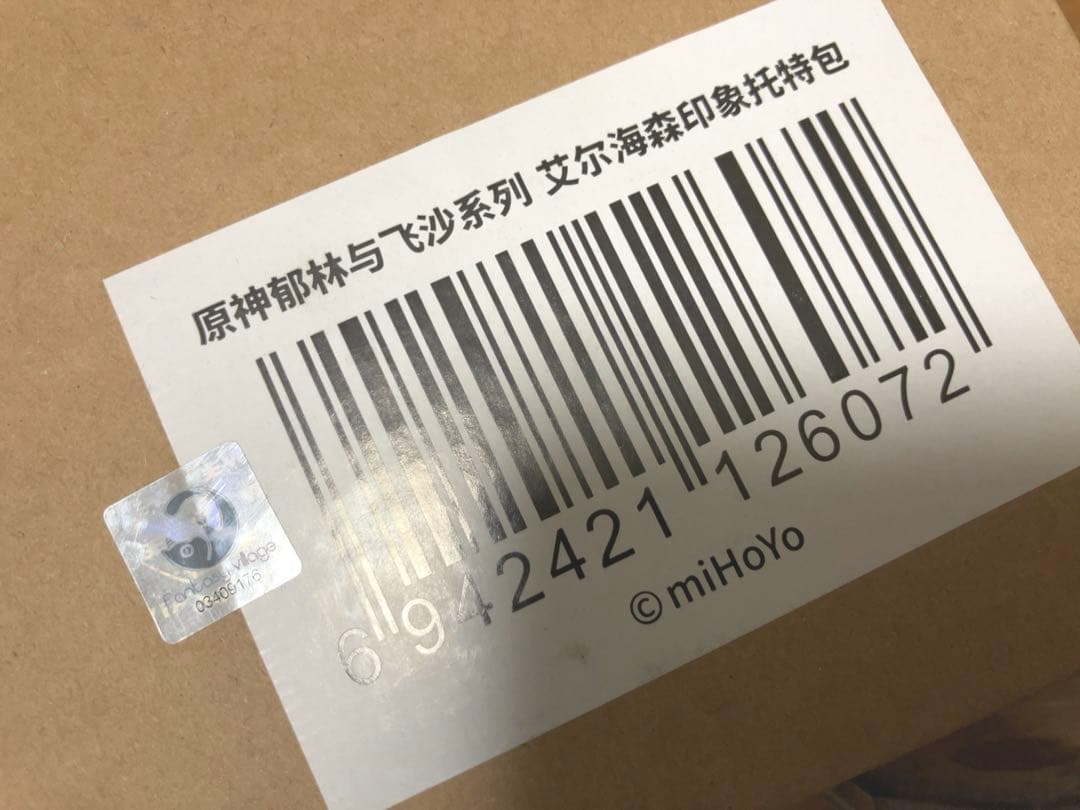 原神郁林与飞沙系列 艾尔海森印象托特包
6 942421 126072
©miHoYo
Fantasy village
03409176